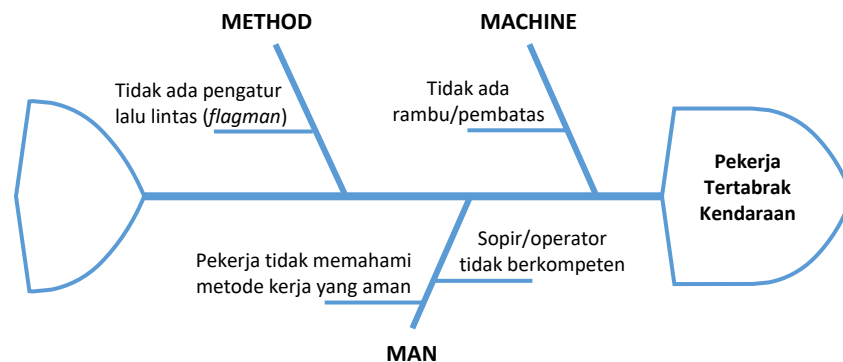 METHOD
MACHINE
Tidak ada pengatur
lalu lintas (flagman)
Tidak ada
rambu/pembatas
Pekerja
Tertabrak
Kendaraan
Pekerja tidak memahami
metode kerja yang aman
Sopir/operator
tidak berkompeten
MAN